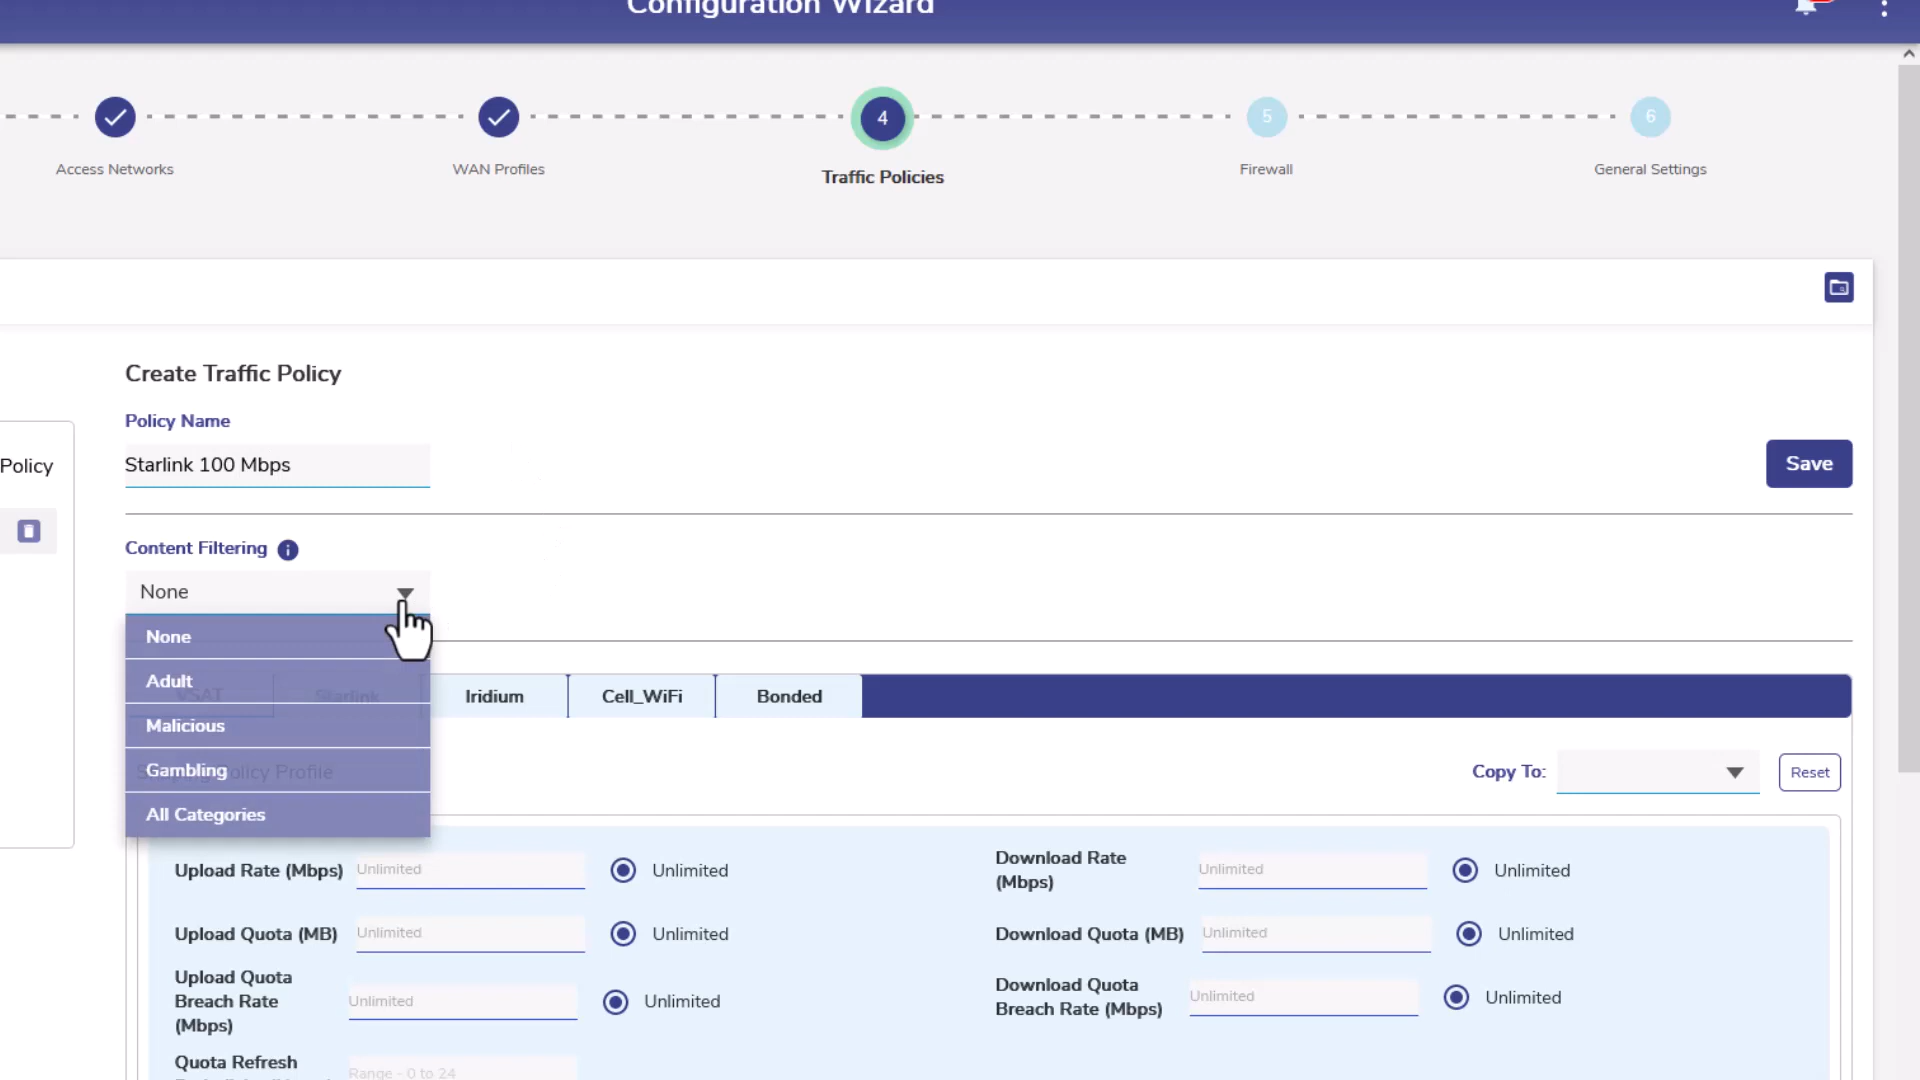 Configuration Wizard
4
5
6
Access Networks
WAN Profiles
Traffic Policies
Firewall
General Settings
Create Traffic Policy
Policy Name
Policy
Starlink 100 Mbps
Save
Content Filtering i
None
None
Adult
Malicious
Gambling
All Categories
VSAT
Starlink
Iridium
Cell_WiFi
Bonded
Policy Profile
Copy To:
Reset
Upload Rate (Mbps)
Unlimited
Unlimited
Download Rate
(Mbps)
Unlimited
Unlimited
Upload Quota (MB)
Unlimited
Unlimited
Download Quota (MB)
Unlimited
Unlimited
Upload Quota
Breach Rate
(Mbps)
Unlimited
Unlimited
Download Quota
Breach Rate (Mbps)
Unlimited
Unlimited
Quota Refresh
Range - 0 to 24